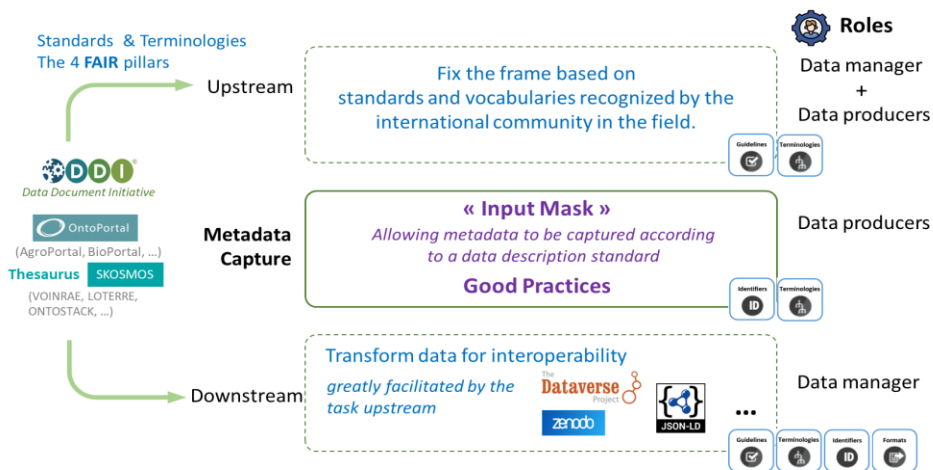 Standards & Terminologies
The 4 FAIR pillars
Roles
Upstream
Fix the frame based on
standards and vocabularies recognized by the
international community in the field.
Data manager
+
Data producers
Guidelines
Terminologies
DDI®
Data Document Initiative
OntoPortal
(AgroPortal, BioPortal, ...)
Thesaurus
SKOSMOS
(VOINRAE, LOTERRE,
ONTOSTACK, ...)
Metadata
Capture
« Input Mask »
Allowing metadata to be captured according
to a data description standard
Good Practices
Data producers
Identifiers
ID
Terminologies
Downstream
Transform data for interoperability
greatly facilitated by the
task upstream
The
Dataverse
Project
zenodo
{ }
JSON-LD
...
Data manager
Guidelines
Terminologies
Identifiers
ID
Formats